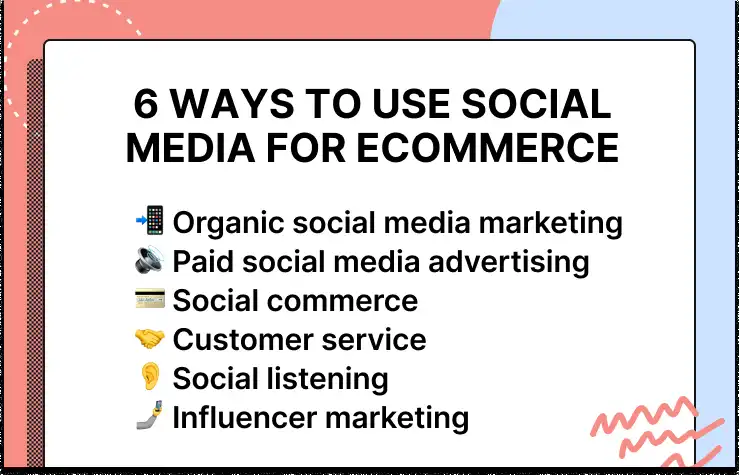 6 WAYS TO USE SOCIAL
MEDIA FOR ECOMMERCE
📲 Organic social media marketing
🔊 Paid social media advertising
💳 Social commerce
🤝 Customer service
👂 Social listening
🤳 Influencer marketing